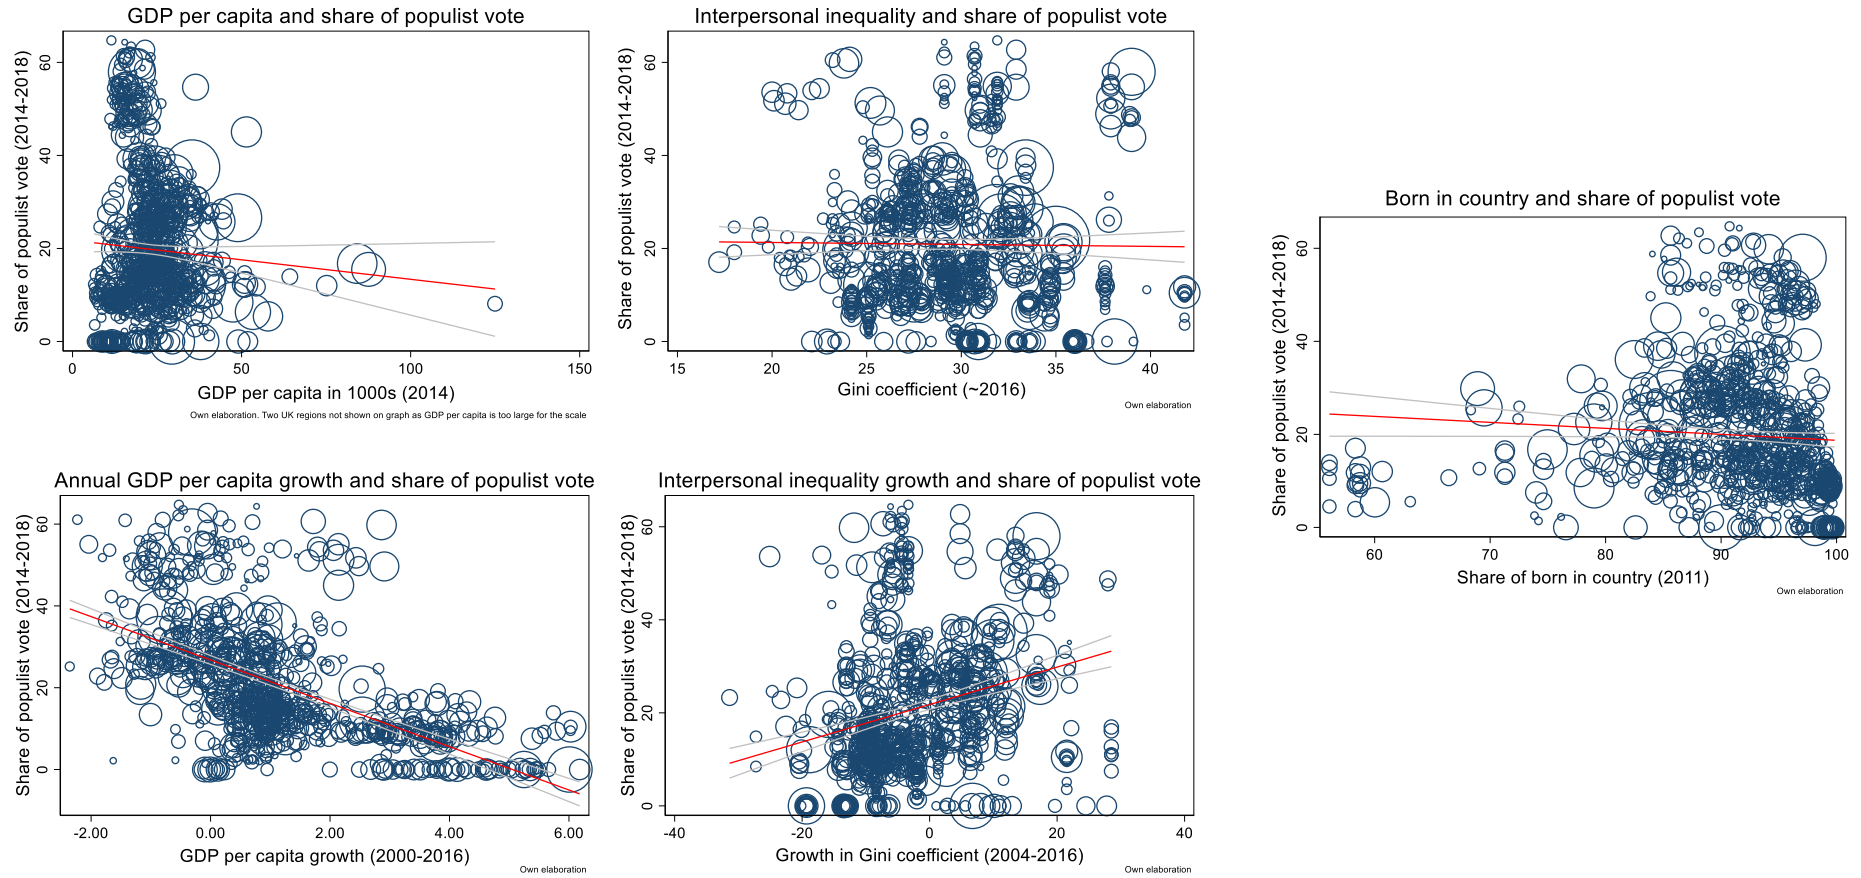 GDP per capita and share of populist vote
Share of populist vote (2014-2018)
60
40
20
0
0 50 100 150
GDP per capita in 1000s (2014)
Own elaboration. Two UK regions not shown on graph as GDP per capita is too large for the scale
Interpersonal inequality and share of populist vote
Share of populist vote (2014-2018)
60
40
20
0
15 20 25 30 35 40
Gini coefficient (~2016)
Own elaboration
Born in country and share of populist vote
Share of populist vote (2014-2018)
60
40
20
0
60 70 80 90 100
Share of born in country (2011)
Own elaboration
Annual GDP per capita growth and share of populist vote
Share of populist vote (2014-2018)
60
40
20
0
-2.00 0.00 2.00 4.00 6.00
GDP per capita growth (2000-2016)
Own elaboration
Interpersonal inequality growth and share of populist vote
Share of populist vote (2014-2018)
60
40
20
0
-40 -20 0 20 40
Growth in Gini coefficient (2004-2016)
Own elaboration